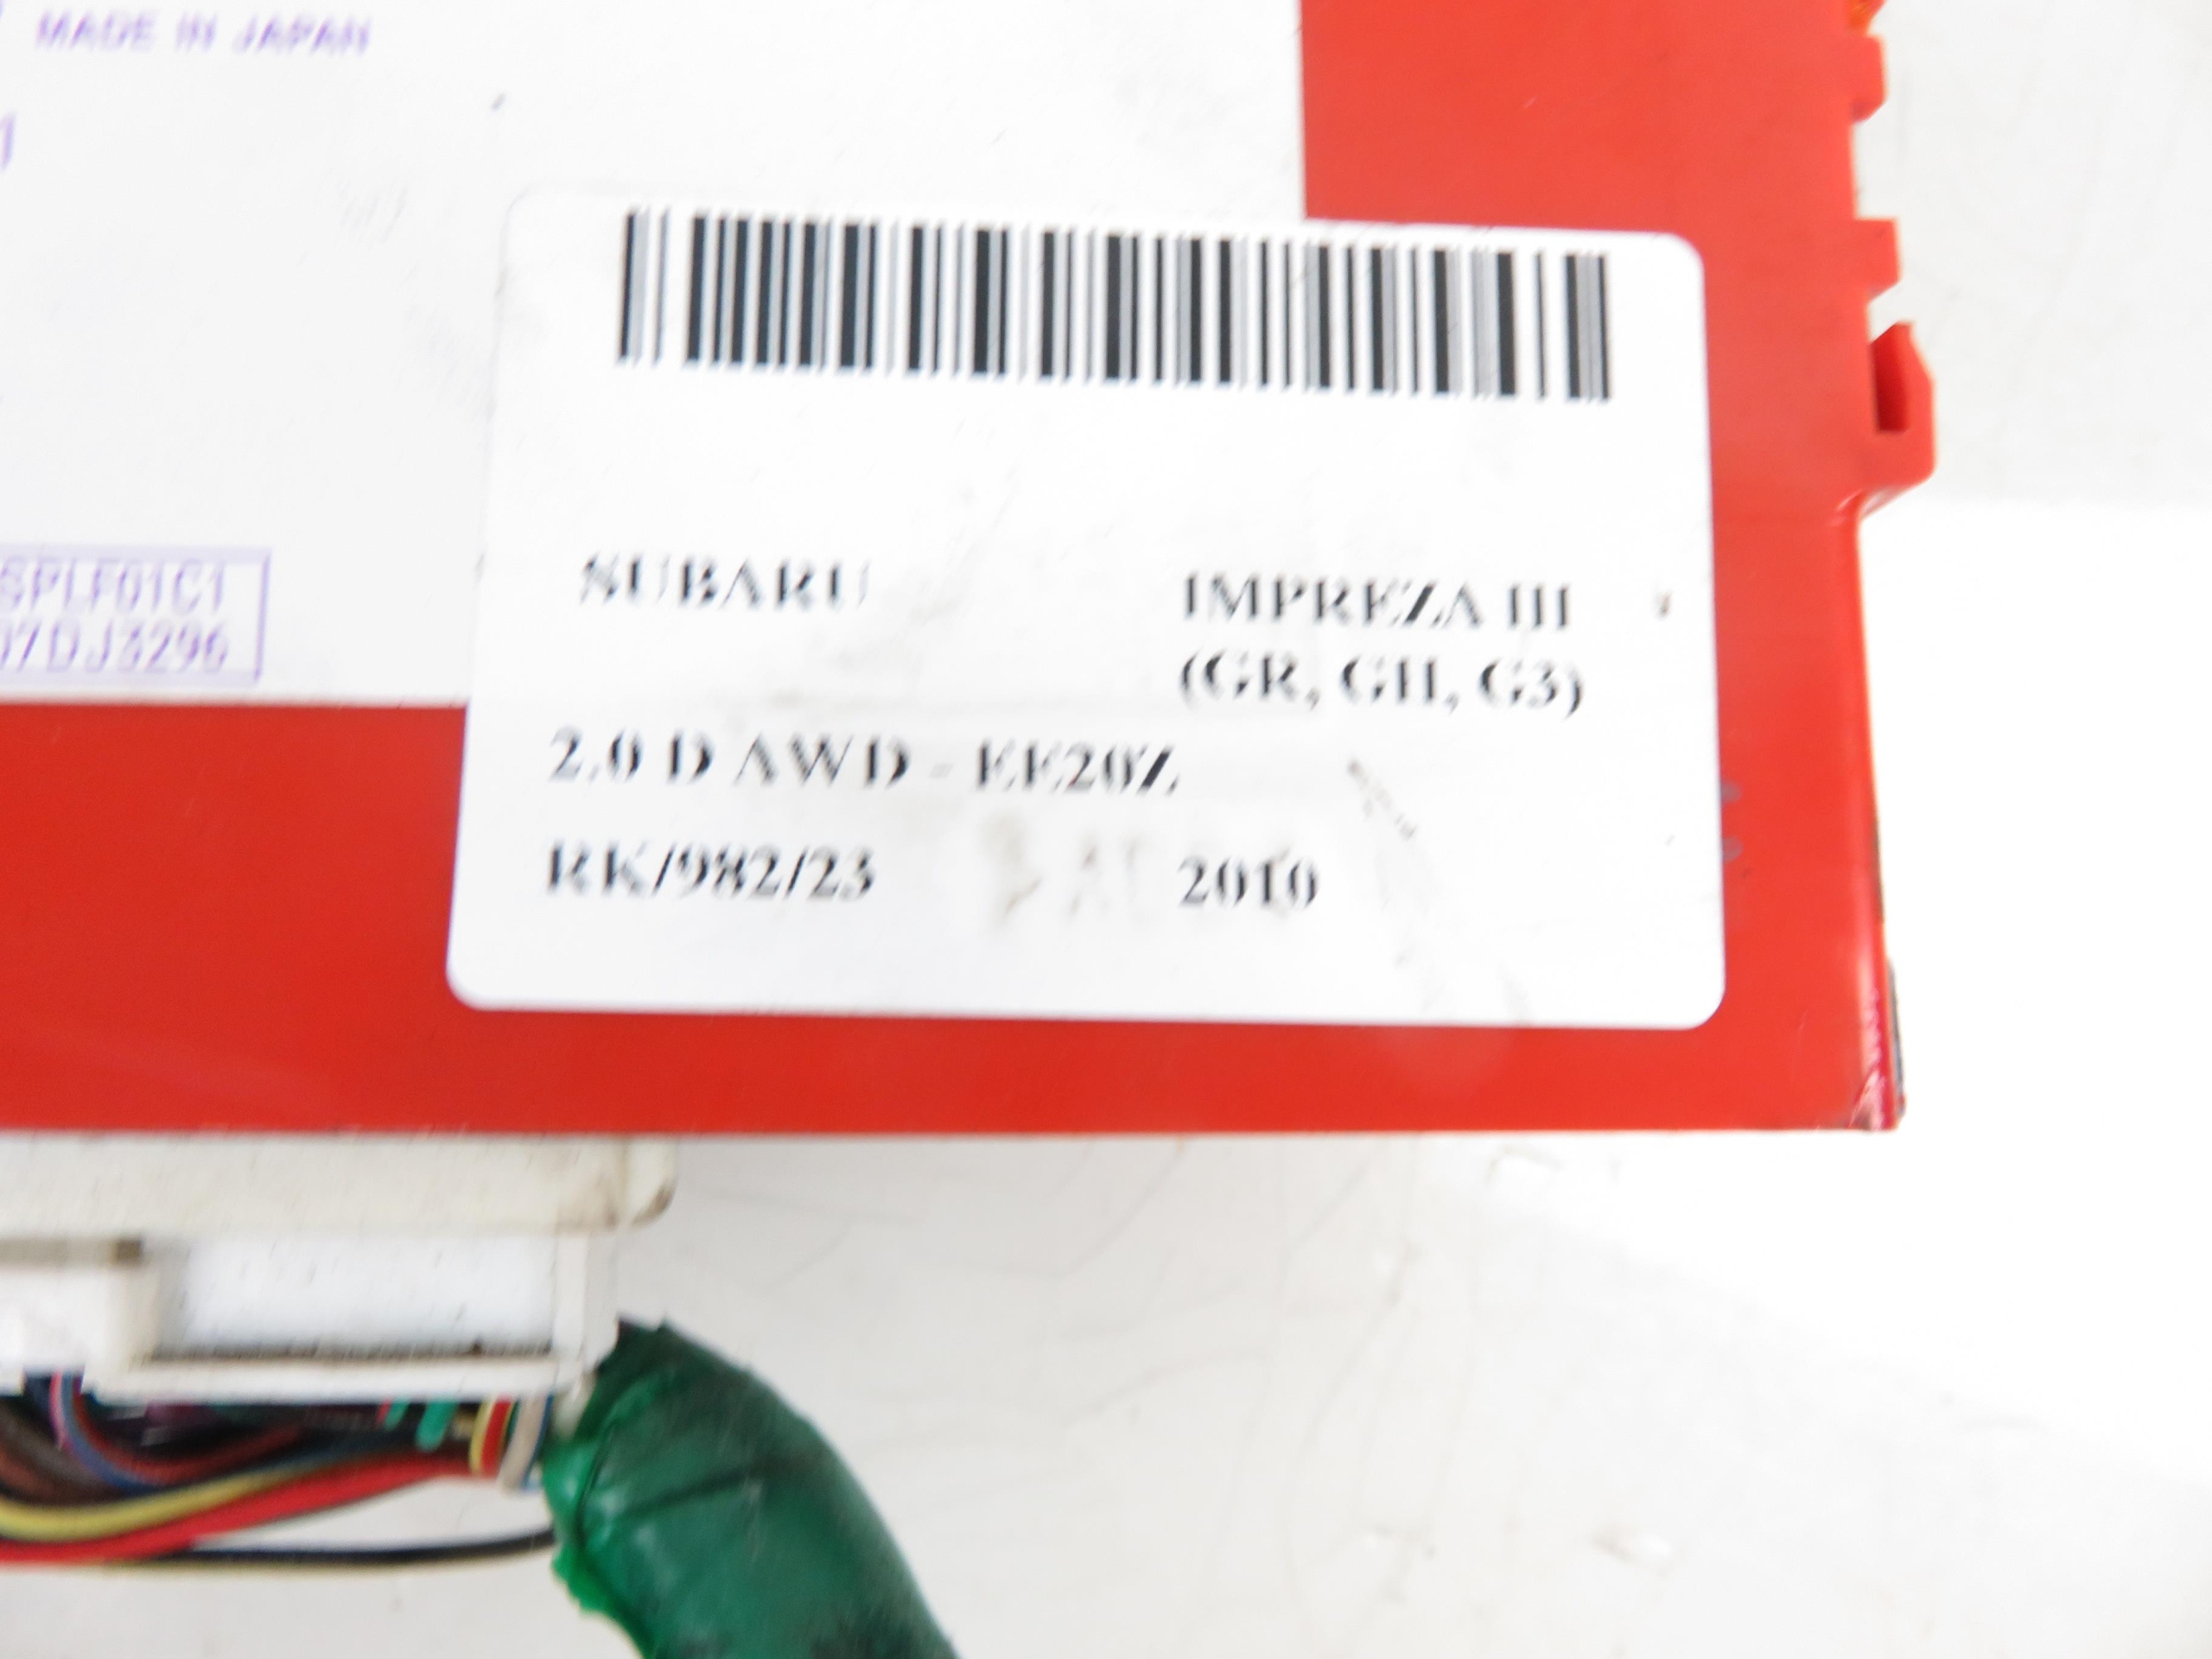 MADE IN JAPAN
1
SPLF01C1
07DJ3296
SUBARU IMPREZA III
(GR, GH, G3)
2.0 D AWD - EE20Z
RK/982/23 2010